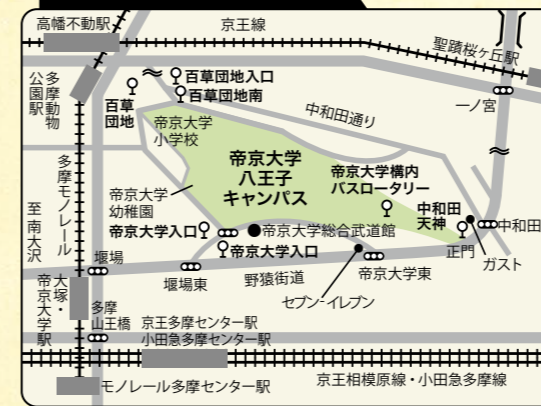 高幡不動駅
京王線
聖蹟桜ヶ丘駅
多摩動物
公園駅
百草団地入口
百草団地南
百草
団地
帝京大学
小学校
中和田通り
一ノ宮
帝京大学
八王子
キャンパス
帝京大学構内
バスロータリー
多摩モノレール
至南大沢
帝京大学
幼稚園
帝京大学入口
帝京大学総合武道館
帝京大学入口
中和田
天神
中和田
正門
ガスト
堰場
堰場東
野猿街道
帝京大学東
セブン-イレブン
大塚・
帝京大学駅
多摩
山王橋
京王多摩センター駅
小田急多摩センター駅
モノレール多摩センター駅
京王相模原線・小田急多摩線